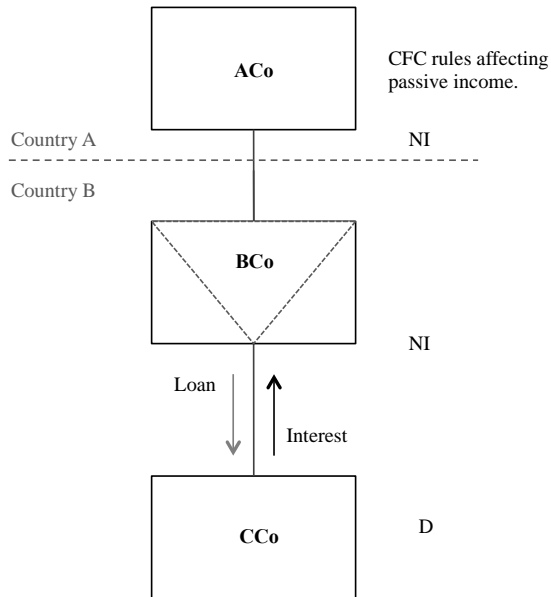 ACo
CFC rules affecting
passive income.
Country A
NI
Country B
BCo
NI
Loan
Interest
CCo
D